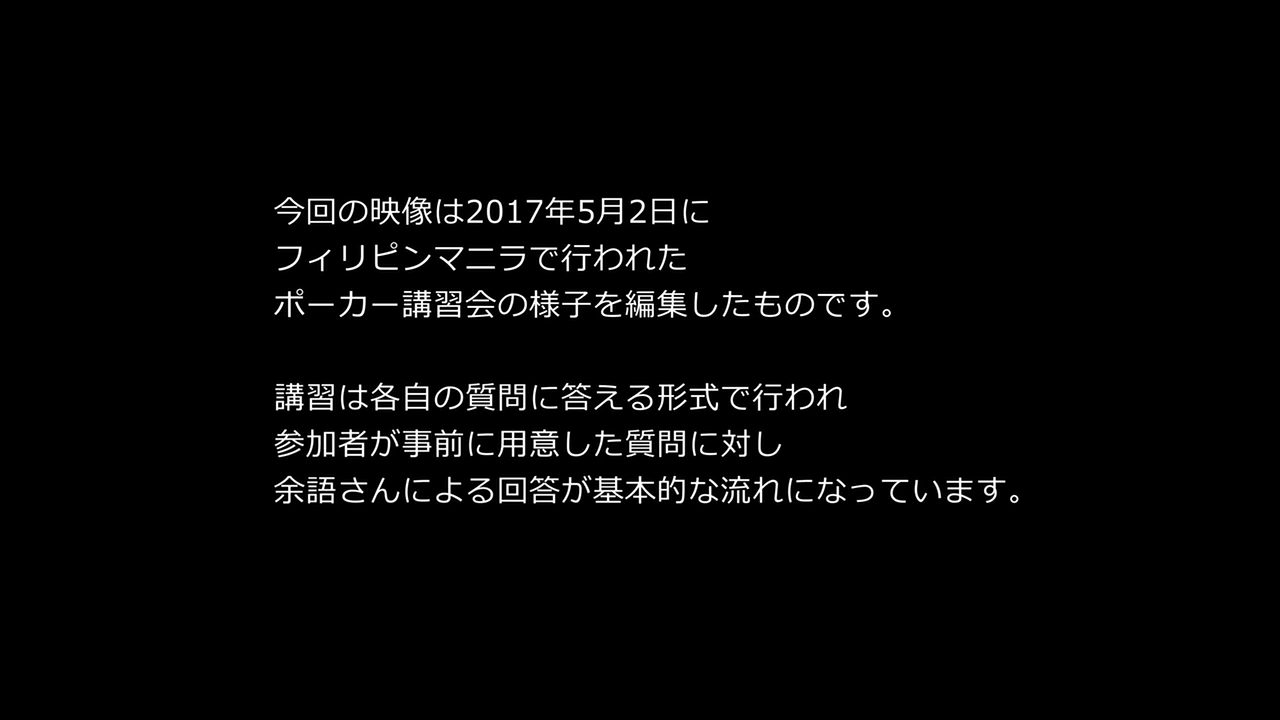 今回の映像は2017年5月2日に
フィリピンマニラで行われた
ポーカー講習会の様子を編集したものです。
講習は各自の質問に答える形式で行われ
参加者が事前に用意した質問に対し
余語さんによる回答が基本的な流れになっています。